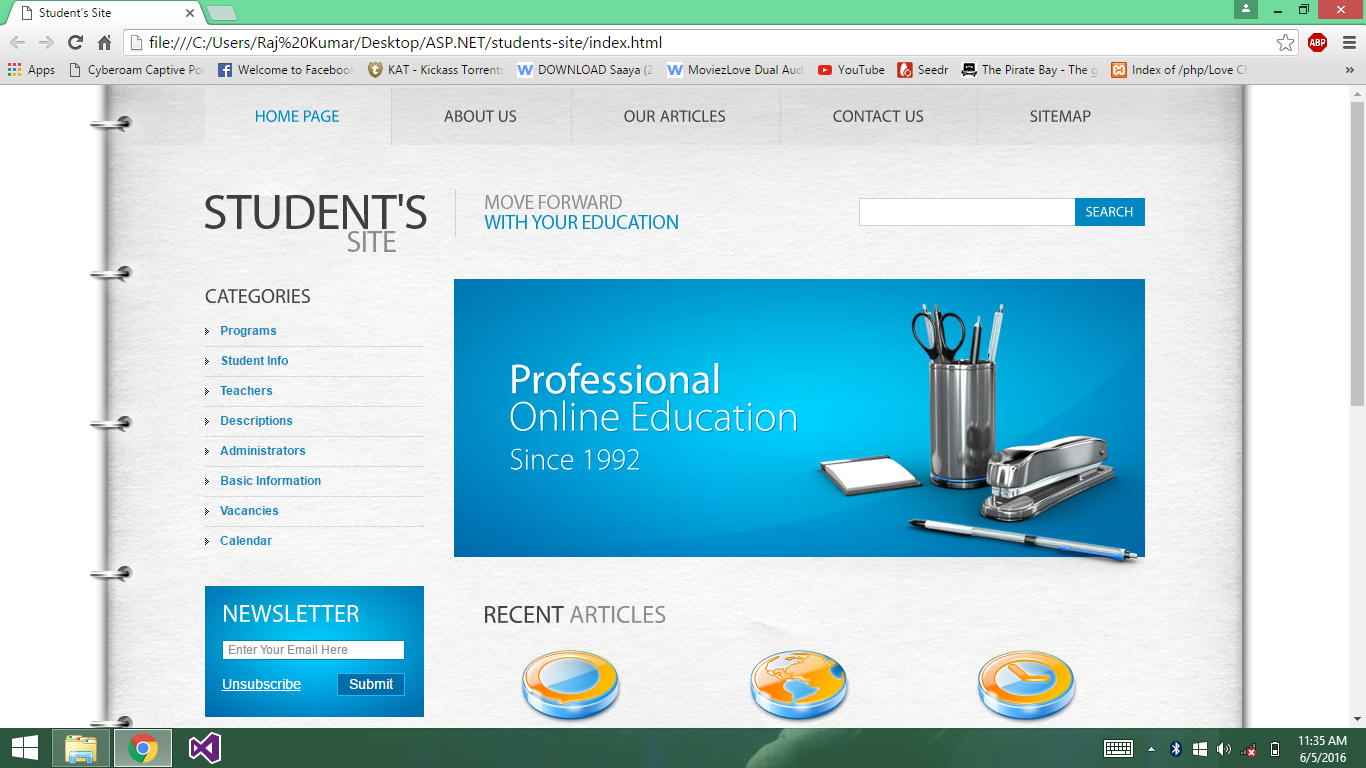 Student's Site
file:///C:/Users/Raj%20Kumar/Desktop/ASP.NET/students-site/index.html
ABP
Apps Cyberoam Captive Po Welcome to Facebook KAT - Kickass Torrents DOWNLOAD Saaya (2 MoviezLove Dual Aud YouTube Seedr The Pirate Bay - The g Index of /php/Love Ch
HOME PAGE ABOUT US OUR ARTICLES CONTACT US SITEMAP
STUDENT'S
SITE
MOVE FORWARD
WITH YOUR EDUCATION
SEARCH
CATEGORIES
Programs
Student Info
Teachers
Descriptions
Administrators
Basic Information
Vacancies
Calendar
Professional
Online Education
Since 1992
NEWSLETTER
Enter Your Email Here
Unsubscribe Submit
RECENT ARTICLES
11:35 AM
6/5/2016